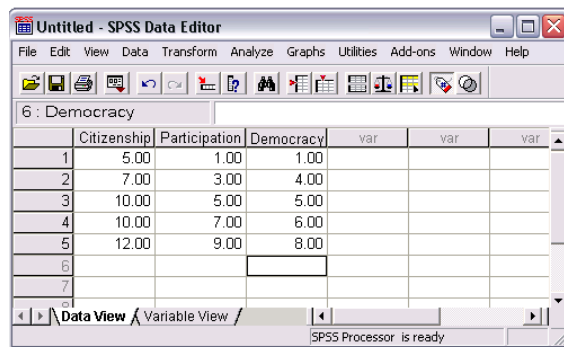 Untitled - SPSS Data Editor
File Edit View Data Transform Analyze Graphs Utilities Add-ons Window Help
6 : Democracy
Citizenship Participation Democracy var var var
1 5.00 1.00 1.00
2 7.00 3.00 4.00
3 10.00 5.00 5.00
4 10.00 7.00 6.00
5 12.00 9.00 8.00
6
7
Data View Variable View
SPSS Processor is ready